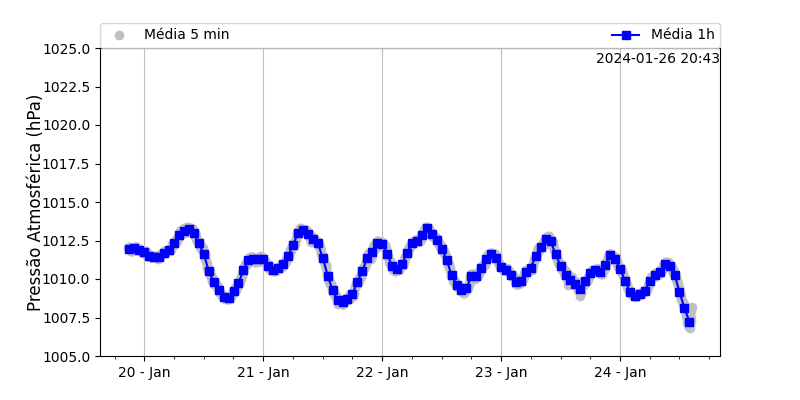 Média 5 min
Média 1h
2024-01-26 20:43
Pressão Atmosférica (hPa)
1025.0
1022.5
1020.0
1017.5
1015.0
1012.5
1010.0
1007.5
1005.0
20 - Jan
21 - Jan
22 - Jan
23 - Jan
24 - Jan